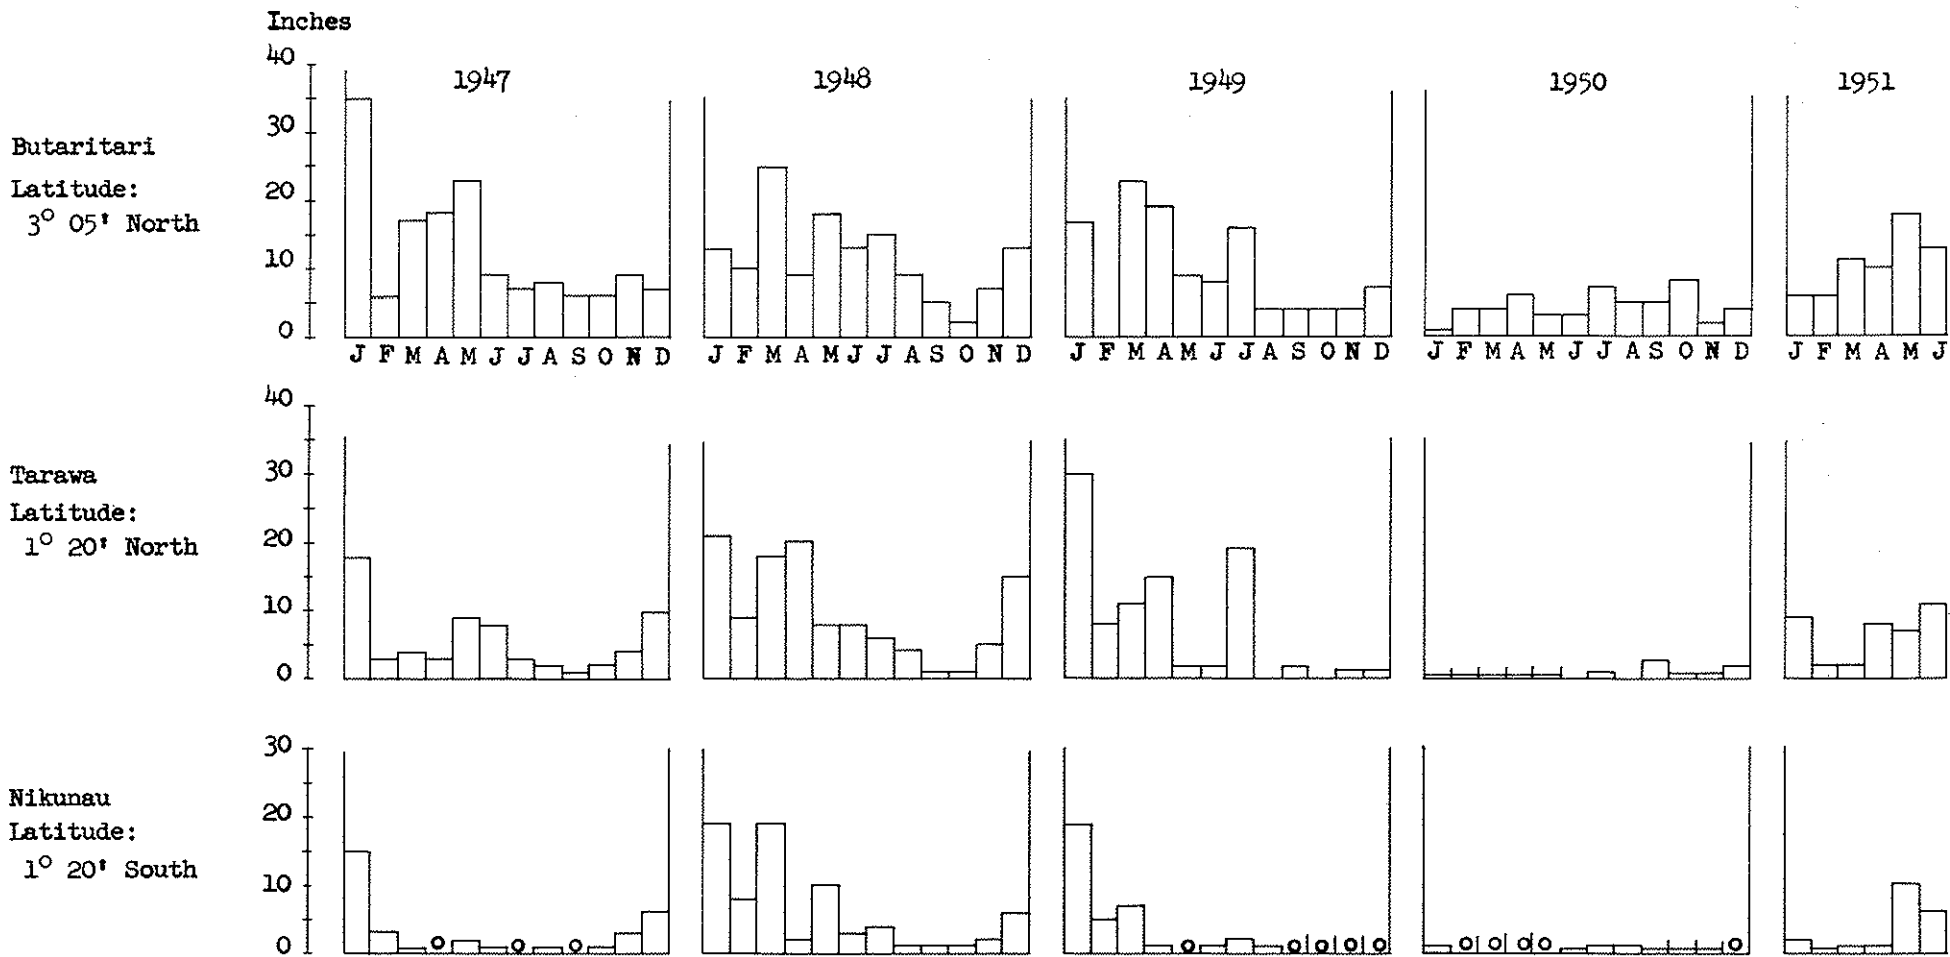 Inches
40
30
20
10
0
1947
1948
1949
1950
1951
Butaritari
Latitude:
3° 05' North
J F M A M J J A S O N D
J F M A M J J A S O N D
J F M A M J J A S O N D
J F M A M J J A S O N D
J F M A M J
40
30
20
10
0
Tarawa
Latitude:
1° 20' North
30
20
10
0
Nikunau
Latitude:
1° 20' South
o o o
o o o o o
o o o o o